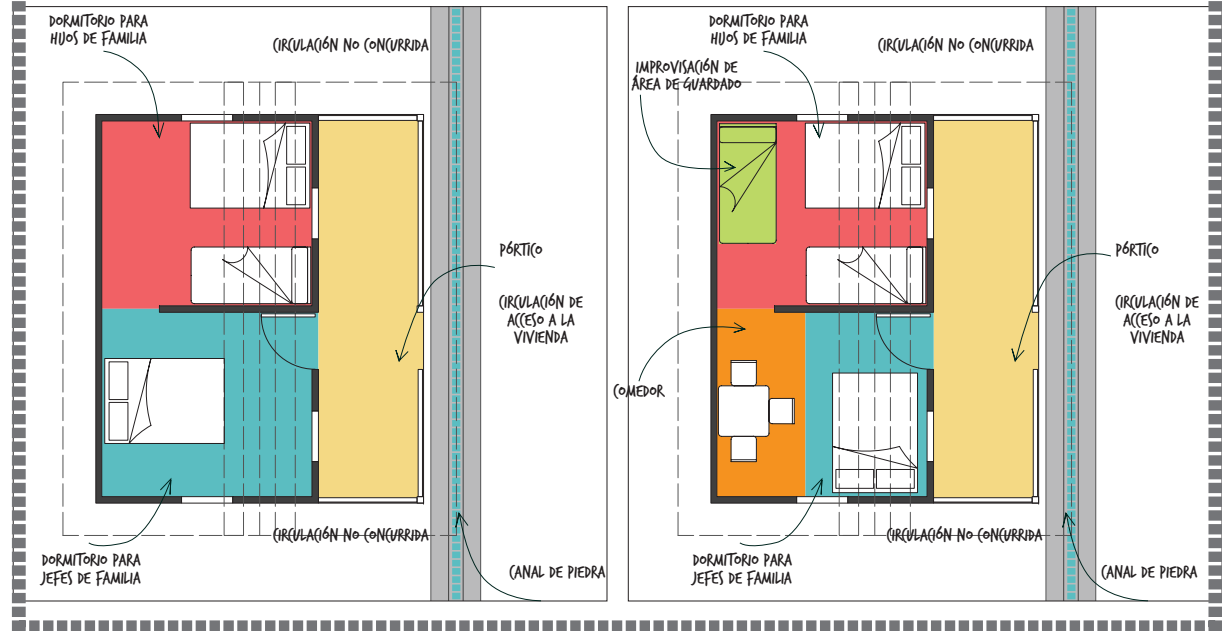 DORMITORIO PARA
HIJOS DE FAMILIA
CIRCULACIÓN NO CONCURRIDA
PÓRTICO
CIRCULACIÓN DE
ACCESO A LA
VIVIENDA
CIRCULACIÓN NO CONCURRIDA
DORMITORIO PARA
JEFES DE FAMILIA
CANAL DE PIEDRA
DORMITORIO PARA
HIJOS DE FAMILIA
CIRCULACIÓN NO CONCURRIDA
IMPROVISACIÓN DE
ÁREA DE GUARDADO
PÓRTICO
CIRCULACIÓN DE
ACCESO A LA
VIVIENDA
COMEDOR
CIRCULACIÓN NO CONCURRIDA
DORMITORIO PARA
JEFES DE FAMILIA
CANAL DE PIEDRA